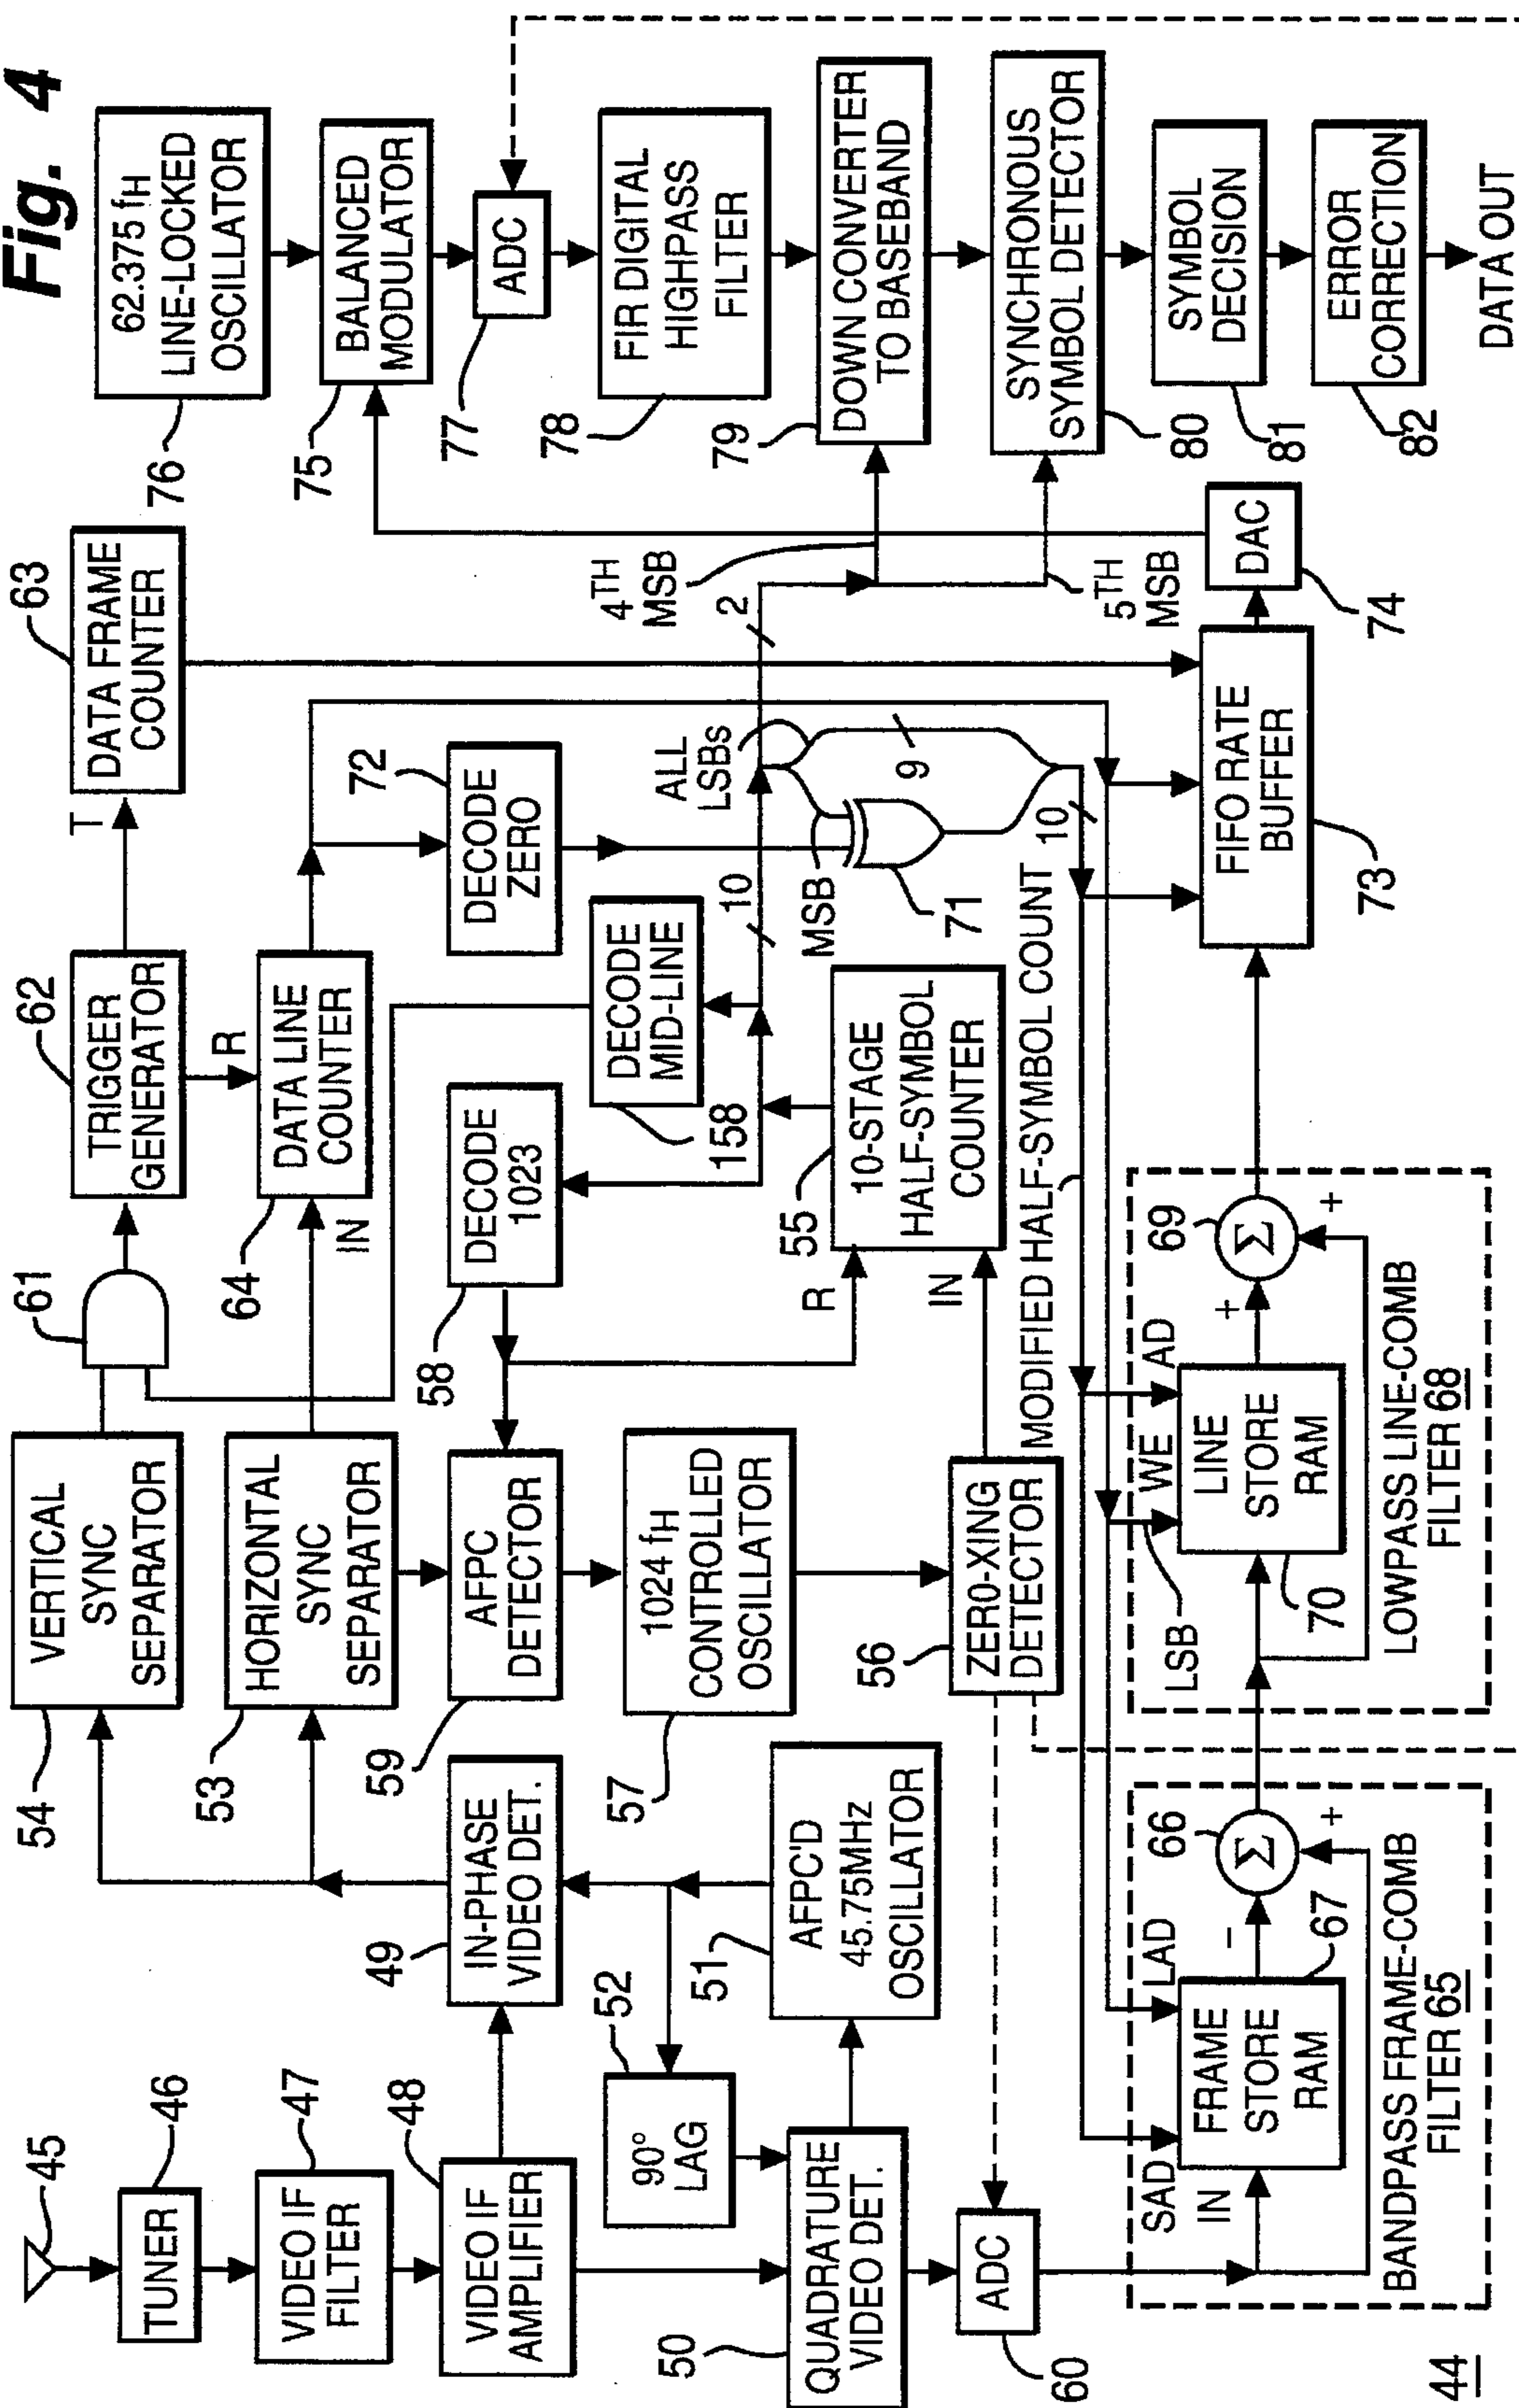 Fig. 4
45
TUNER
46
VIDEO IF
FILTER
47
VIDEO IF
AMPLIFIER
48
IN-PHASE
VIDEO DET.
49
QUADRATURE
VIDEO DET.
50
AFPC'D
45.75MHz
OSCILLATOR
51
90°
LAG
52
ADC
60
VERTICAL
SYNC
SEPARATOR
54
HORIZONTAL
SYNC
SEPARATOR
53
AFPC
DETECTOR
59
1024 fH
CONTROLLED
OSCILLATOR
57
ZERO-XING
DETECTOR
56
61
TRIGGER
GENERATOR
62
T
R
DATA FRAME
COUNTER
63
DATA LINE
COUNTER
64
IN
DECODE
1023
58
DECODE
MID-LINE
158
10-STAGE
HALF-SYMBOL
COUNTER
55
R
IN
DECODE
ZERO
72
10
MSB
71
ALL
LSBs
9
10
2
4TH
MSB
5TH
MSB
MODIFIED HALF-SYMBOL COUNT
SAD
LAD
IN
FRAME
STORE
RAM
67
−
66
Σ
+
BANDPASS FRAME-COMB
FILTER 65
LSB
WE
AD
LINE
STORE
RAM
70
+
69
Σ
+
LOWPASS LINE-COMB
FILTER 68
FIFO RATE
BUFFER
73
DAC
74
62.375 fH
LINE-LOCKED
OSCILLATOR
76
BALANCED
MODULATOR
75
ADC
77
FIR DIGITAL
HIGHPASS
FILTER
78
DOWN CONVERTER
TO BASEBAND
79
SYNCHRONOUS
SYMBOL DETECTOR
80
SYMBOL
DECISION
81
ERROR
CORRECTION
82
DATA OUT
44